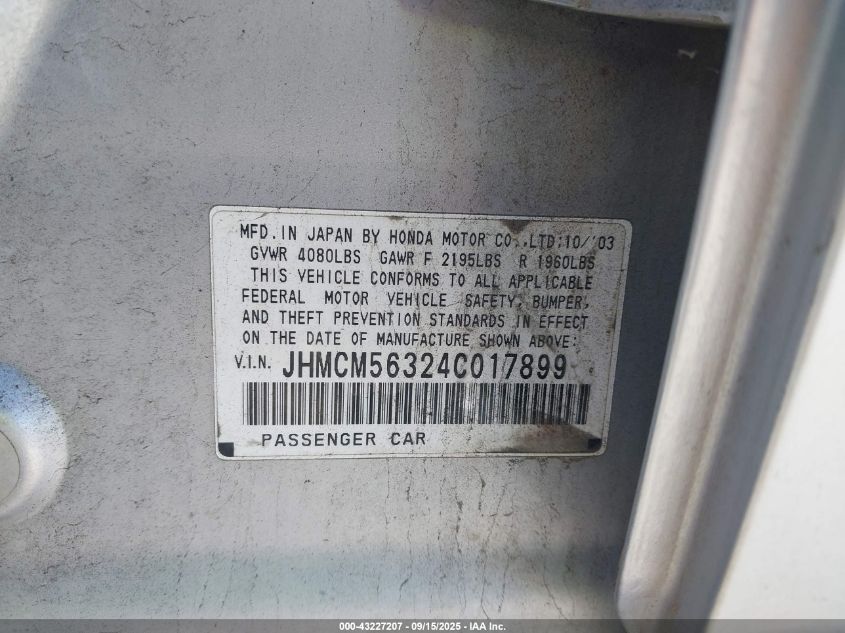 MFD. IN JAPAN BY HONDA MOTOR CO.,LTD;10/'03
GVWR 4080LBS GAWR F 2195LBS R 1960LBS
THIS VEHICLE CONFORMS TO ALL APPLICABLE
FEDERAL MOTOR VEHICLE SAFETY, BUMPER,
AND THEFT PREVENTION STANDARDS IN EFFECT
ON THE DATE OF MANUFACTURE SHOWN ABOVE:
V.I.N. JHMCM56324C017899
PASSENGER CAR
000-43227207 - 09/15/2025 - IAA Inc.